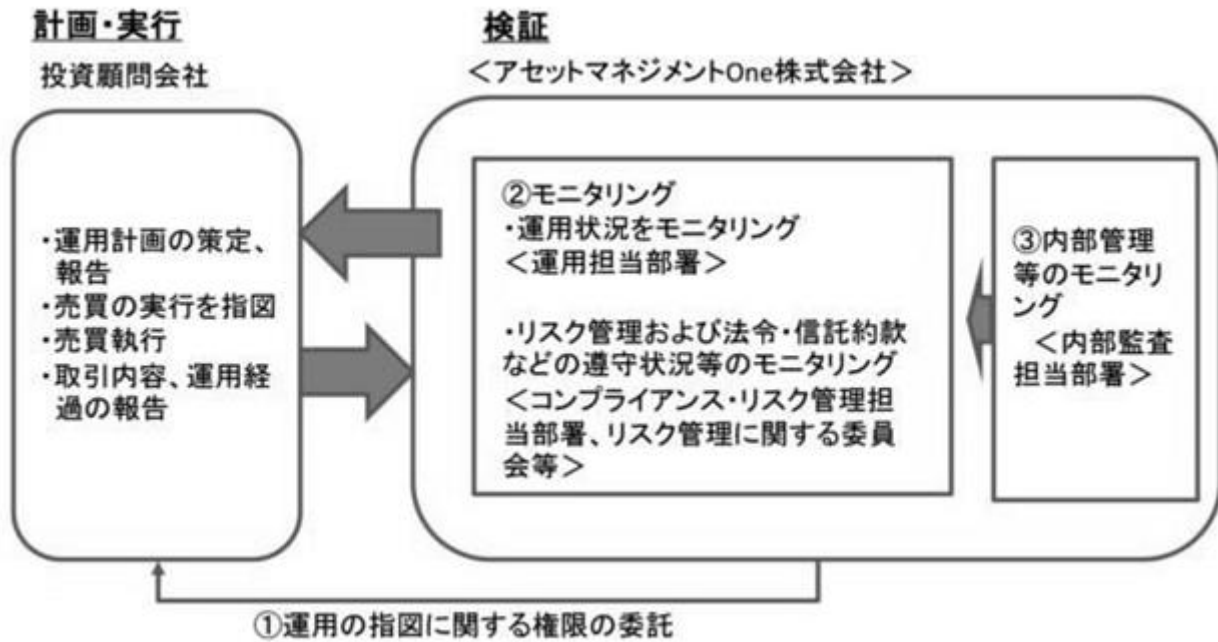 計画・実行
投資顧問会社
・運用計画の策定、
報告
・売買の実行を指図
・売買執行
・取引内容、運用経
過の報告
検証
＜アセットマネジメントOne株式会社＞
②モニタリング
・運用状況をモニタリング
＜運用担当部署＞
・リスク管理および法令・信託約款
などの遵守状況等のモニタリング
＜コンプライアンス・リスク管理担
当部署、リスク管理に関する委員
会等＞
③内部管理
等のモニタリ
ング
＜内部監査
担当部署＞
①運用の指図に関する権限の委託